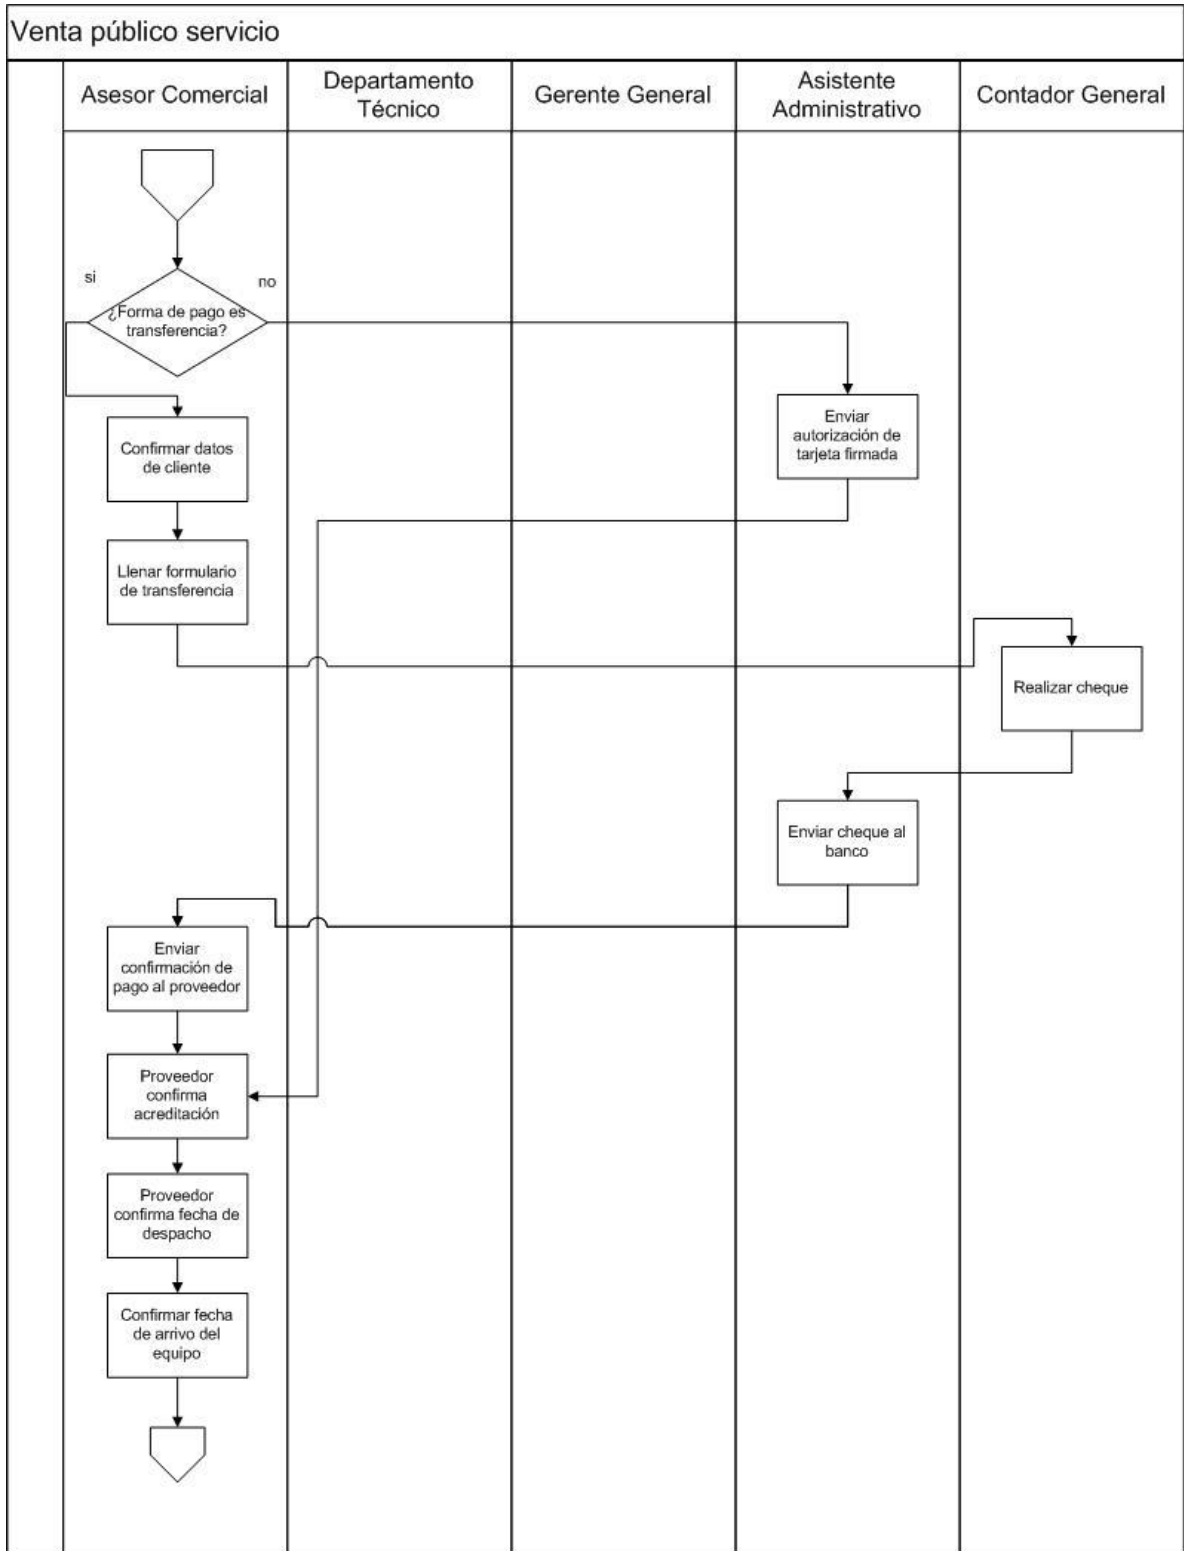 Venta público servicio
Asesor Comercial
Departamento
Técnico
Gerente General
Asistente
Administrativo
Contador General
si
no
¿Forma de pago es
transferencia?
Confirmar datos
de cliente
Enviar
autorización de
tarjeta firmada
Llenar formulario
de transferencia
Realizar cheque
Enviar cheque al
banco
Enviar
confirmación de
pago al proveedor
Proveedor
confirma
acreditación
Proveedor
confirma fecha de
despacho
Confirmar fecha
de arrivo del
equipo